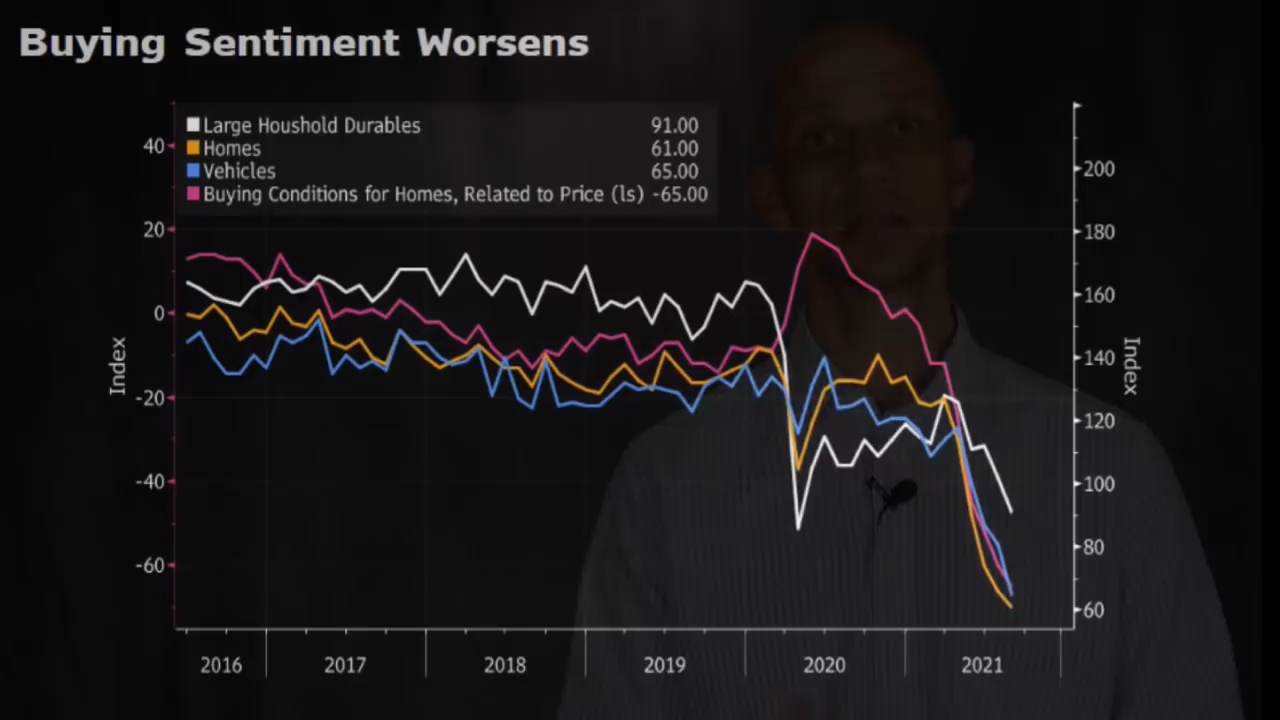 Buying Sentiment Worsens
Large Houshold Durables 91.00
Homes 61.00
Vehicles 65.00
Buying Conditions for Homes, Related to Price (ls) -65.00
40
20
0
-20
-40
-60
Index
200
180
160
140
120
100
80
60
Index
2016 2017 2018 2019 2020 2021